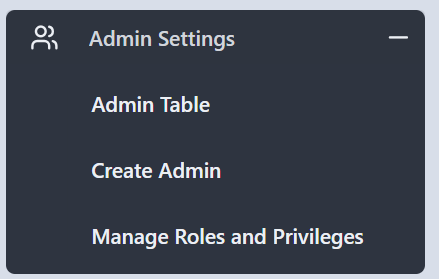 Admin Settings
Admin Table
Create Admin
Manage Roles and Privileges